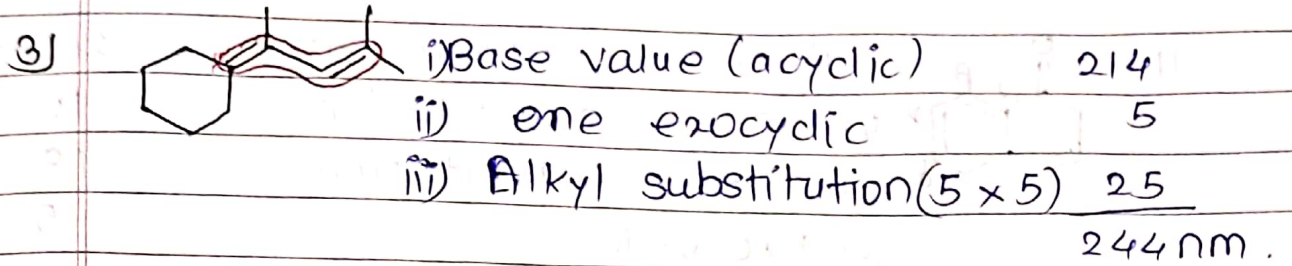 3) i) Base value (acyclic) 214
ii) one exocyclic 5
iii) Alkyl substitution (5 x 5) 25
244 nm.